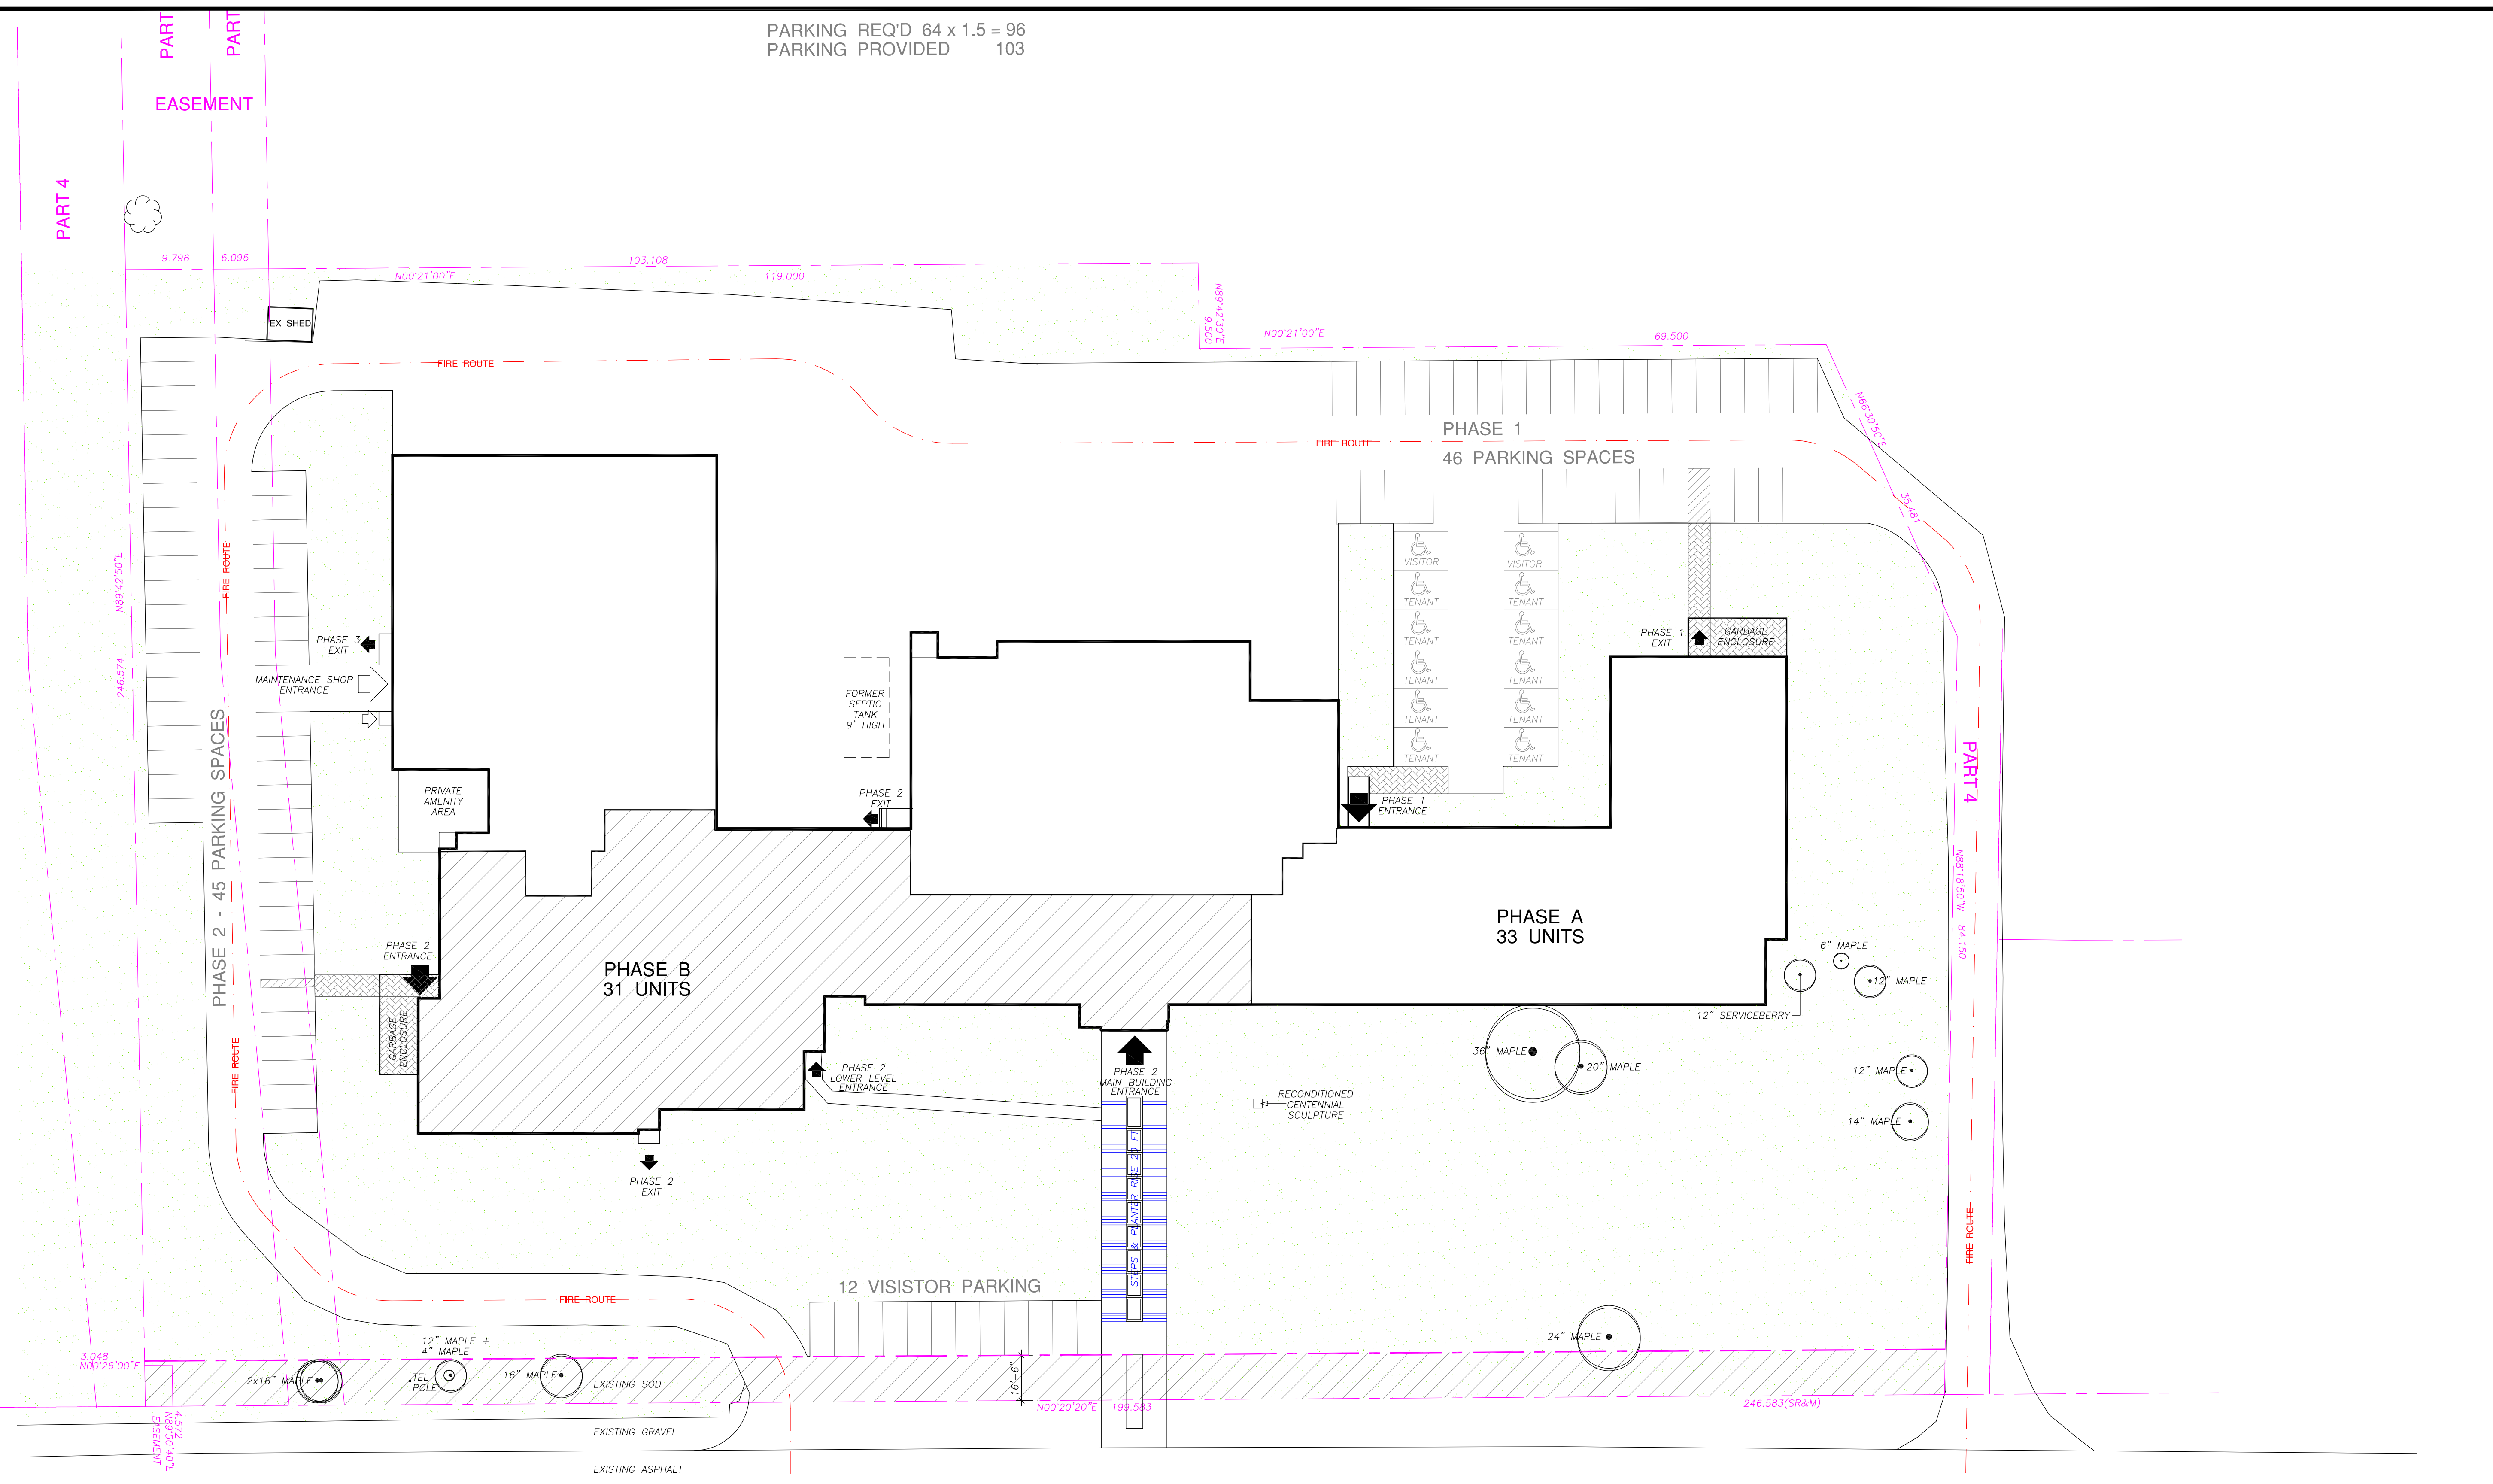 PARKING REQ'D 64 x 1.5 = 96
PARKING PROVIDED 103
PART
PART
EASEMENT
PART 4
9.796
6.096
103.108
N00°21'00"E
119.000
N89°42'30"E
9.500
N00°21'00"E
69.500
N66°30'50"E
35.481
EX SHED
FIRE ROUTE
FIRE ROUTE
PHASE 1
46 PARKING SPACES
FIRE ROUTE
N89°42'50"E
246.574
VISITOR
TENANT
TENANT
TENANT
TENANT
TENANT
VISITOR
TENANT
TENANT
TENANT
TENANT
TENANT
PHASE 3
EXIT
MAINTENANCE SHOP
ENTRANCE
PHASE 1
EXIT
GARBAGE
ENCLOSURE
FORMER
SEPTIC
TANK
9' HIGH
PHASE 2 - 45 PARKING SPACES
PRIVATE
AMENITY
AREA
PHASE 2
EXIT
PHASE 1
ENTRANCE
PART 4
N88°18'50"W 84.150
PHASE A
33 UNITS
PHASE 2
ENTRANCE
PHASE B
31 UNITS
6" MAPLE
12" MAPLE
12" SERVICEBERRY
GARBAGE
ENCLOSURE
FIRE ROUTE
36" MAPLE
20" MAPLE
12" MAPLE
14" MAPLE
PHASE 2
LOWER LEVEL
ENTRANCE
PHASE 2
MAIN BUILDING
ENTRANCE
RECONDITIONED
CENTENNIAL
SCULPTURE
STEPS & PLANTER RISE 20 FT
PHASE 2
EXIT
FIRE ROUTE
12 VISISTOR PARKING
FIRE ROUTE
24" MAPLE
12" MAPLE +
4" MAPLE
3.048
N00°26'00"E
2x16" MAPLE
TEL
POLE
16" MAPLE
EXISTING SOD
16'-6"
N00°20'20"E 199.583
246.583(SR&M)
4.572
N89°50'40"E
EASEMENT
EXISTING GRAVEL
EXISTING ASPHALT